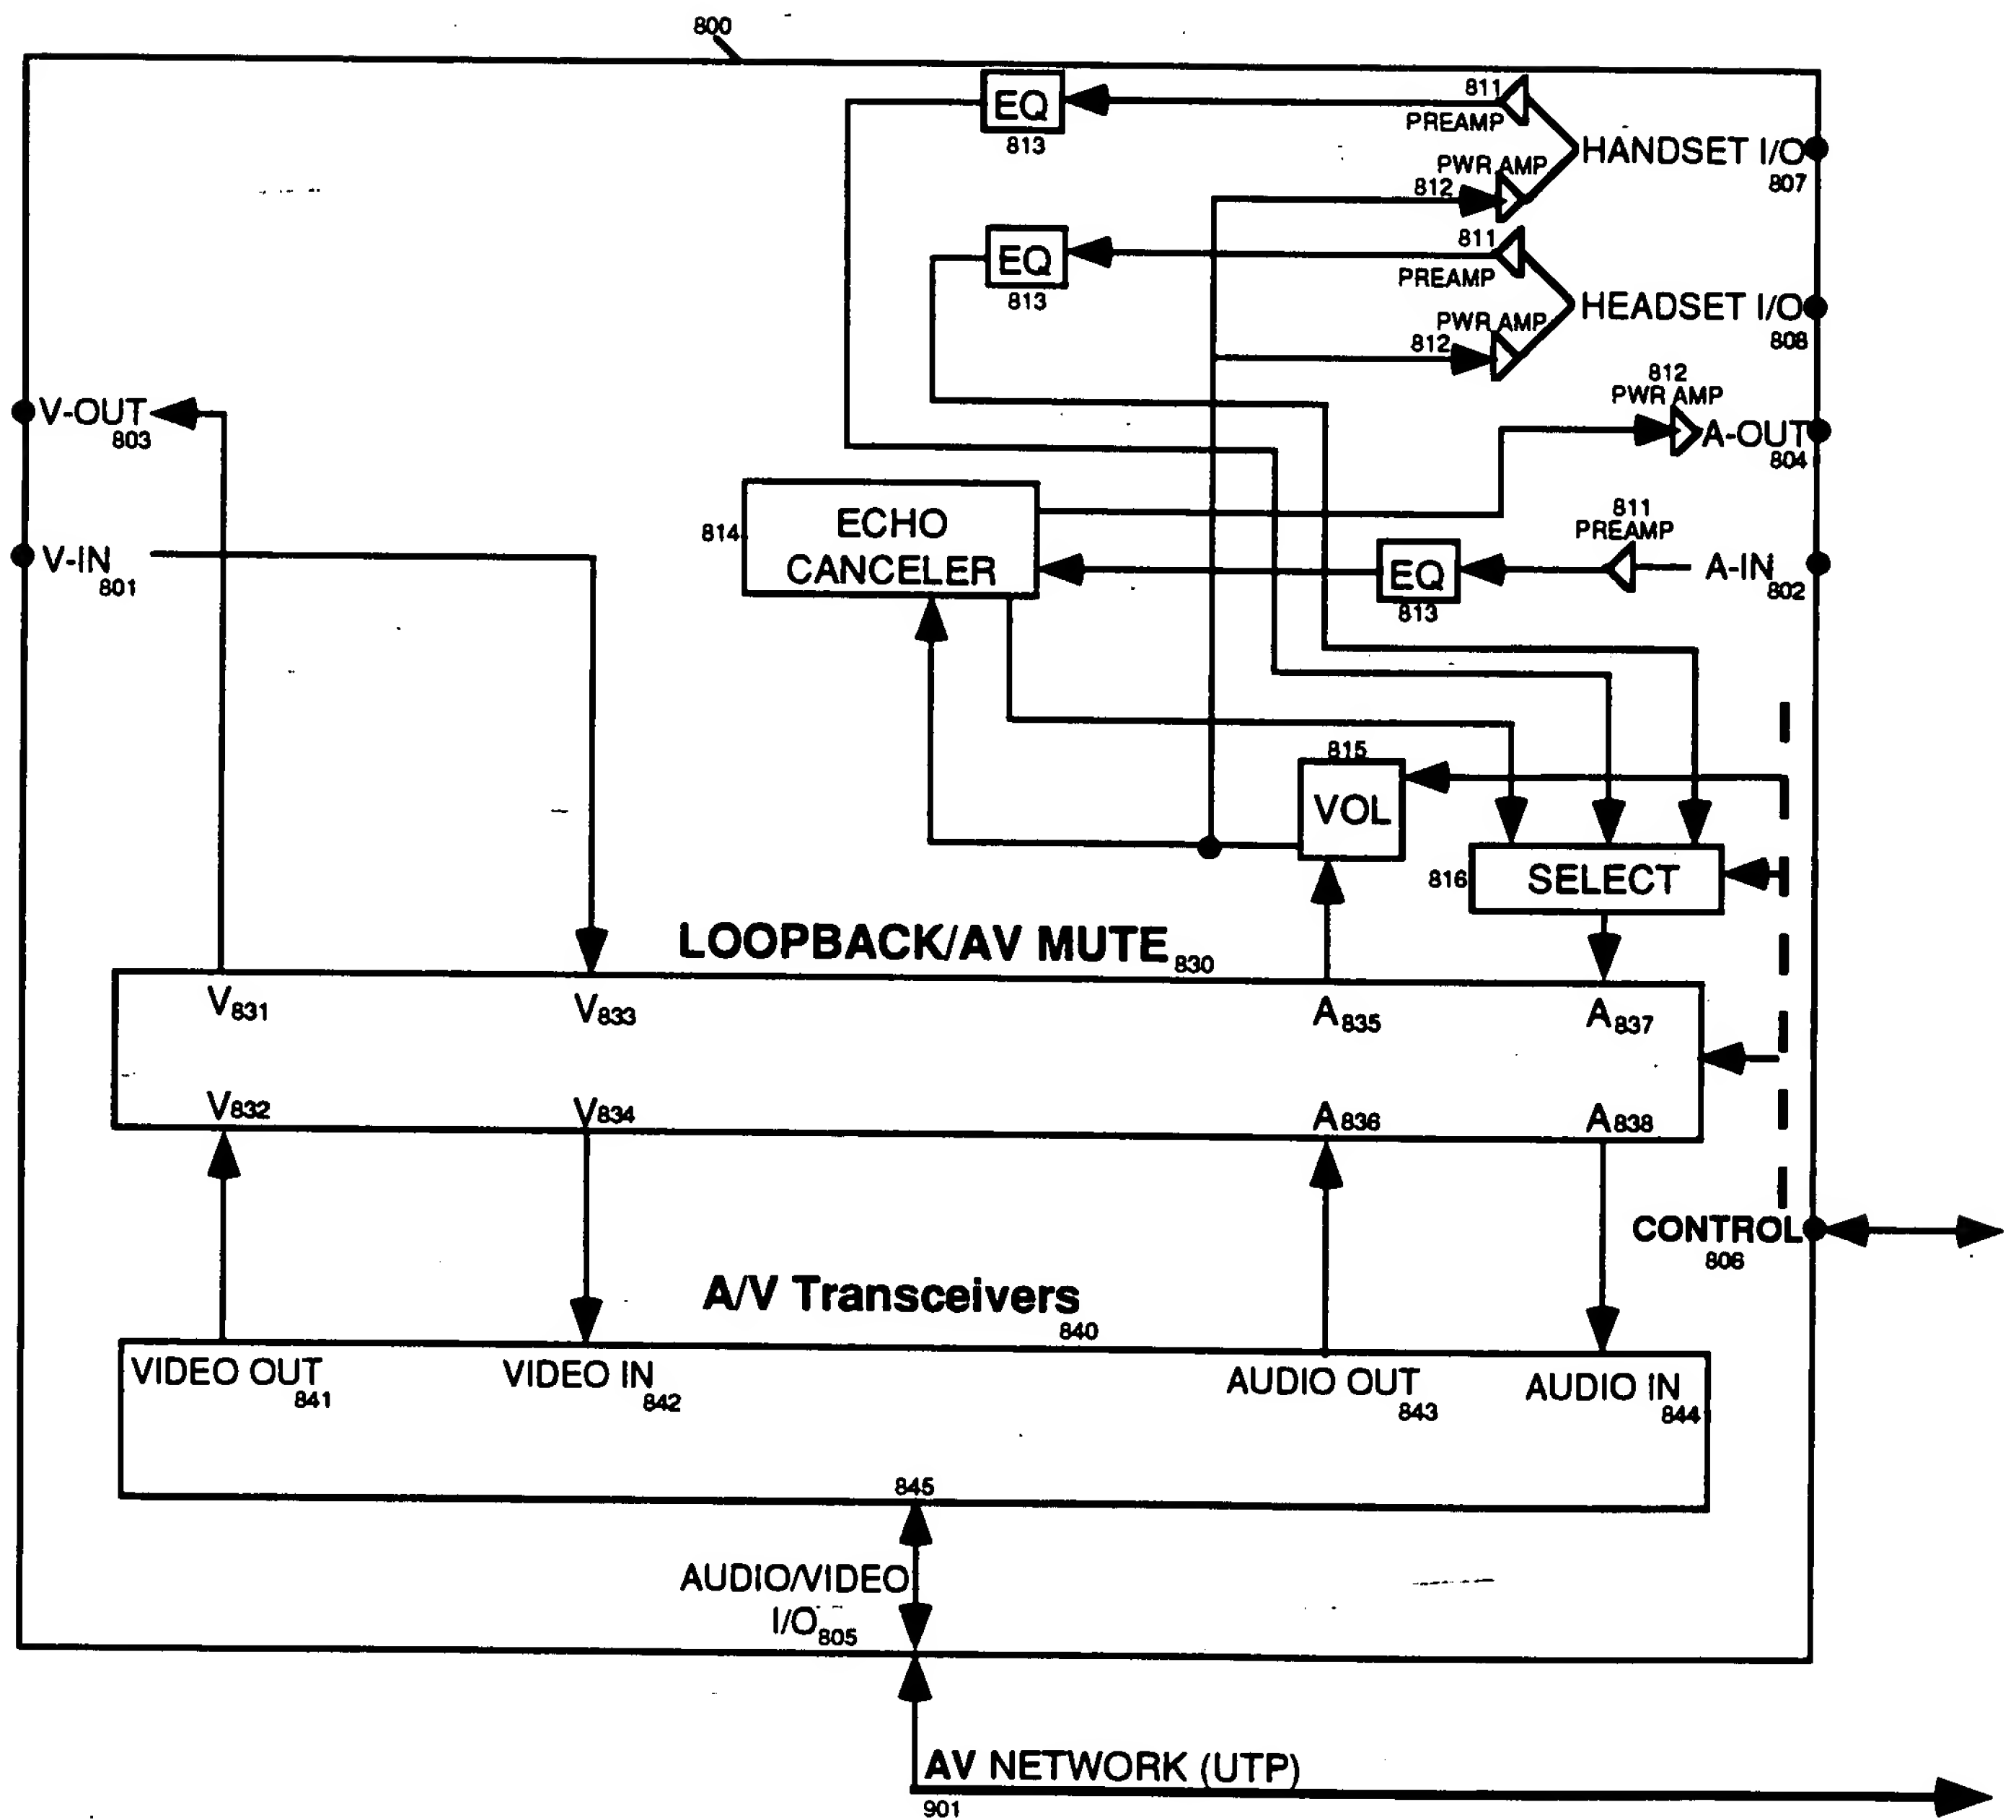 800
EQ
813
811
PREAMP
HANDSET I/O
807
PWR AMP
812
EQ
813
811
PREAMP
HEADSET I/O
808
PWR AMP
812
812
PWR AMP
V-OUT
803
A-OUT
804
814
ECHO
CANCELER
811
PREAMP
V-IN
801
EQ
813
A-IN
802
815
VOL
816
SELECT
LOOPBACK/AV MUTE 830
V831
V833
A835
A837
V832
V834
A836
A838
CONTROL
806
A/V Transceivers
840
VIDEO OUT
841
VIDEO IN
842
AUDIO OUT
843
AUDIO IN
844
845
AUDIO/VIDEO
I/O 805
AV NETWORK (UTP)
901